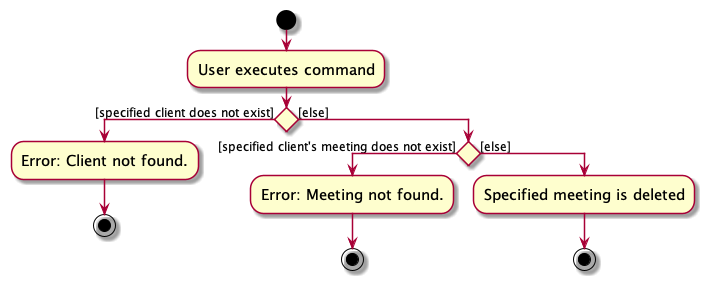 User executes command
[specified client does not exist]
[else]
Error: Client not found.
[specified client's meeting does not exist]
[else]
Error: Meeting not found.
Specified meeting is deleted